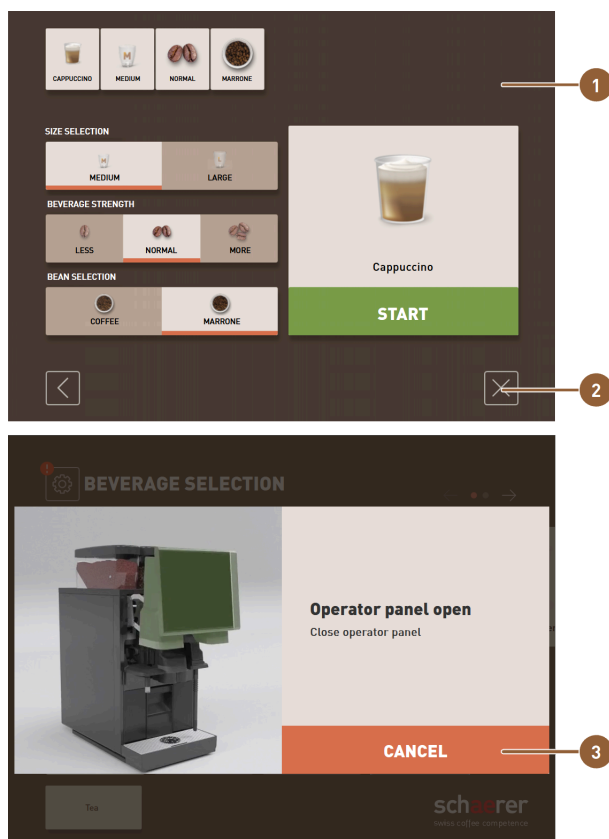 CAPPUCCINO MEDIUM NORMAL MARRONE
1
SIZE SELECTION
M L
MEDIUM LARGE
BEVERAGE STRENGTH
LESS NORMAL MORE
Cappuccino
BEAN SELECTION
COFFEE MARRONE
START
2
BEVERAGE SELECTION
Operator panel open
Close operator panel
CANCEL
3
Tea
schaerer
swiss coffee competence